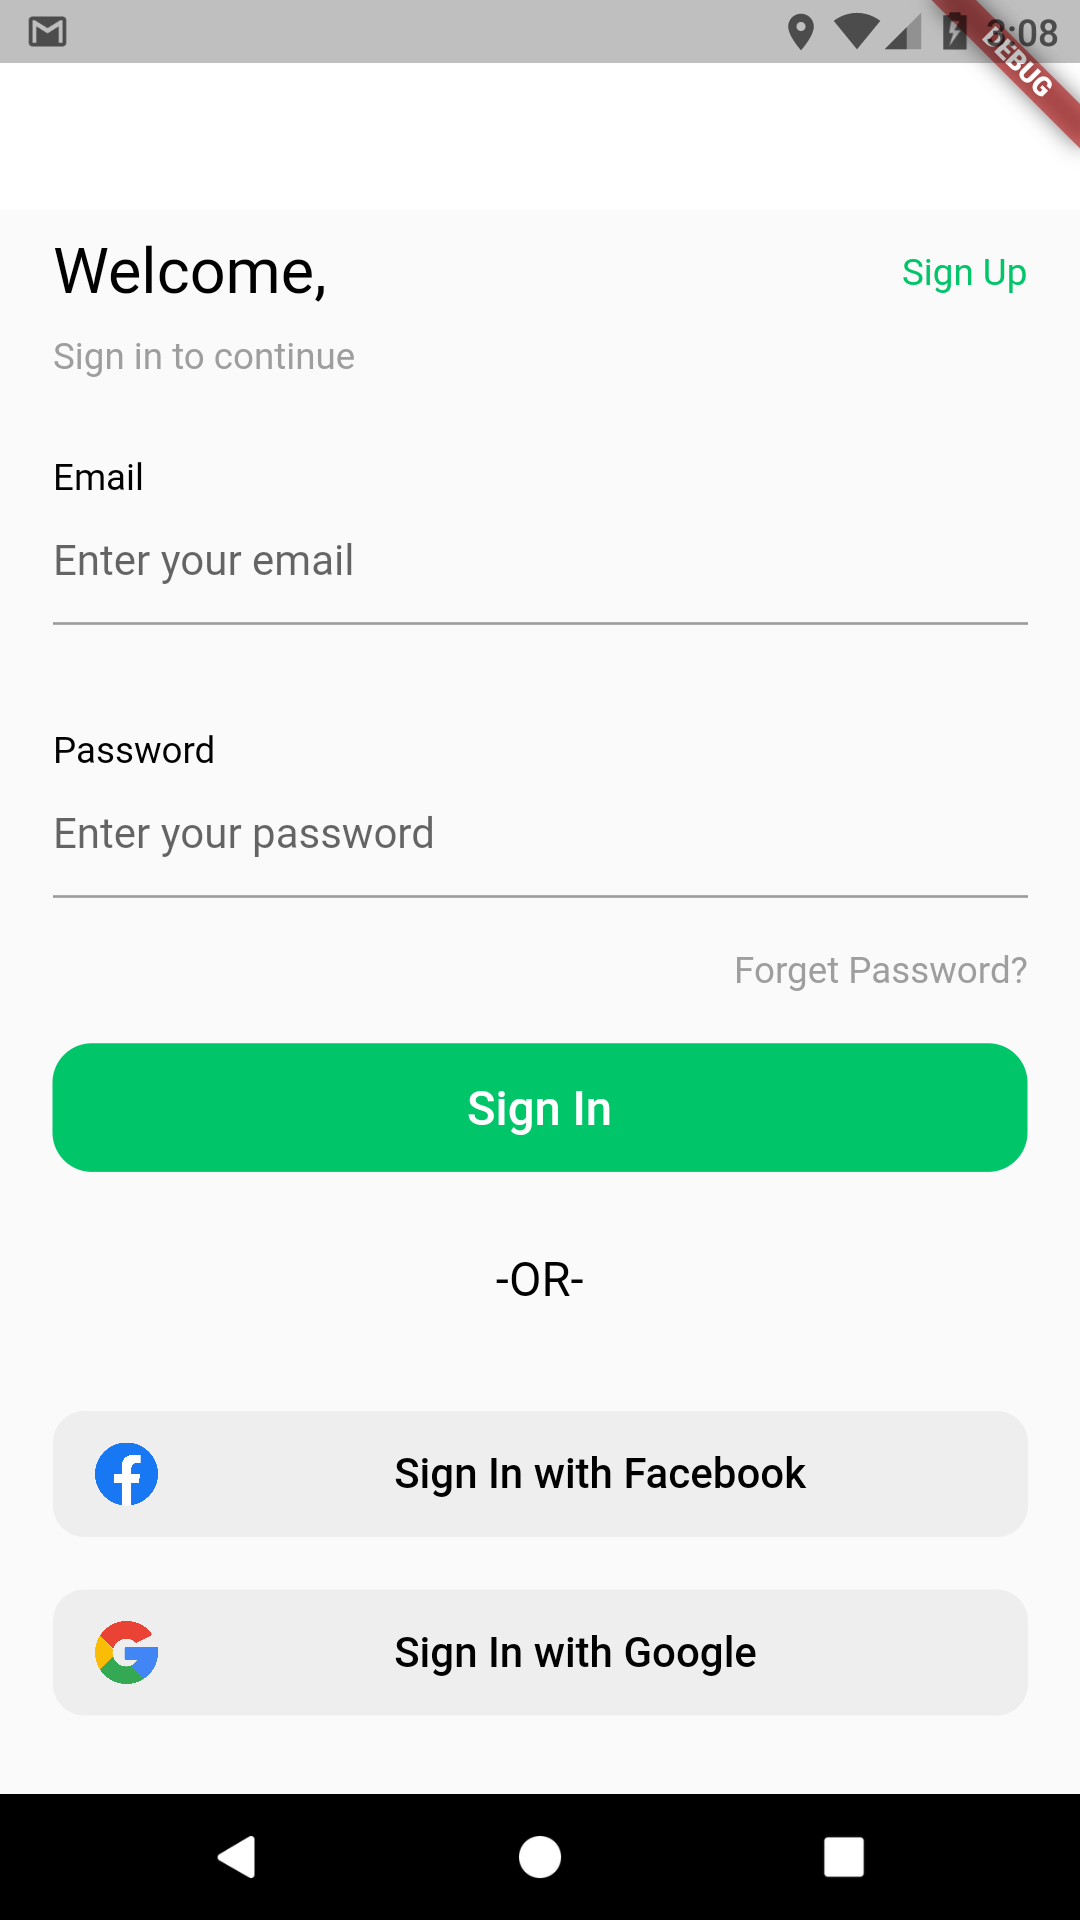 3:08
DEBUG
Welcome,
Sign Up
Sign in to continue
Email
Enter your email
Password
Enter your password
Forget Password?
Sign In
-OR-
Sign In with Facebook
Sign In with Google